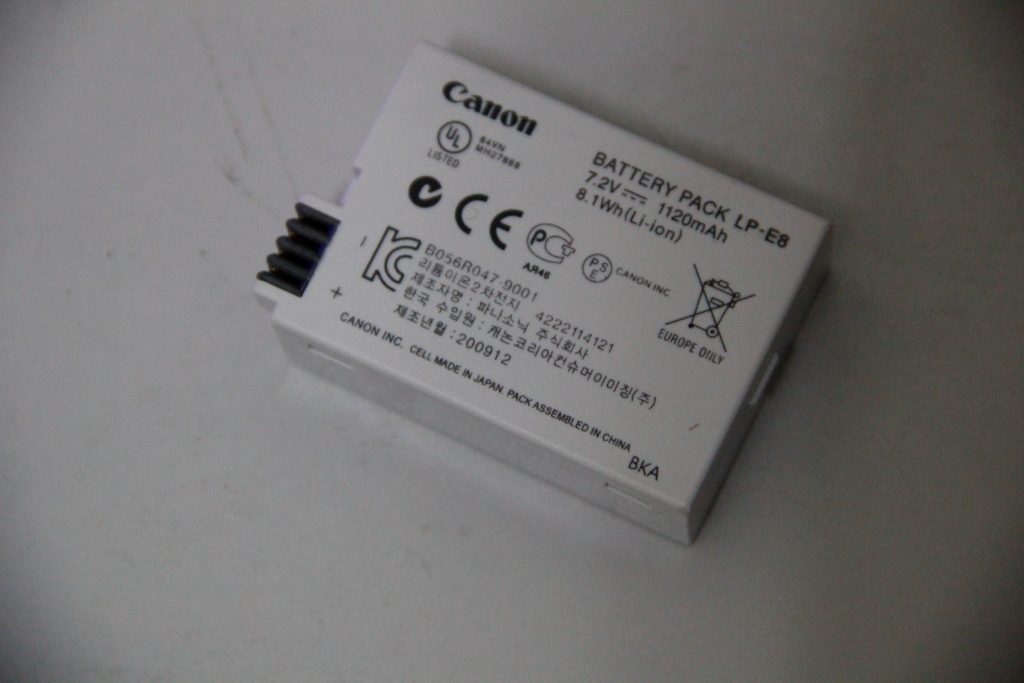 Canon
UL
LISTED
84VN
MH27868
BATTERY PACK LP-E8
7.2V 1120mAh
8.1Wh(Li-ion)
CE
PC
AR46
PSE
CANON INC
B056R047-9001
리튬이온2차전지 4222114121
제조자명 : 파나소닉 주식회사
한국 수입원 : 캐논코리아컨슈머이미징(주)
제조년월 : 200912
CANON INC. CELL MADE IN JAPAN. PACK ASSEMBLED IN CHINA
EUROPE ONLY
BKA